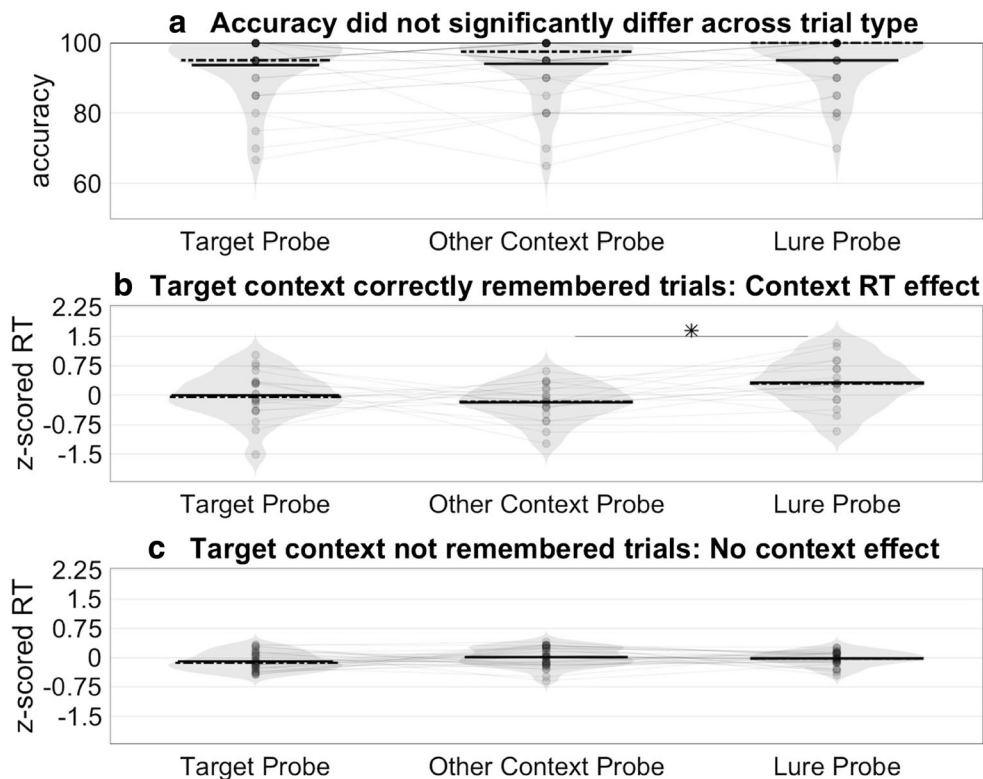 a Accuracy did not significantly differ across trial type
accuracy
100
80
60
Target Probe Other Context Probe Lure Probe
b Target context correctly remembered trials: Context RT effect
z-scored RT
2.25
1.5
0.75
0
-0.75
-1.5
*
Target Probe Other Context Probe Lure Probe
c Target context not remembered trials: No context effect
z-scored RT
2.25
1.5
0.75
0
-0.75
-1.5
Target Probe Other Context Probe Lure Probe